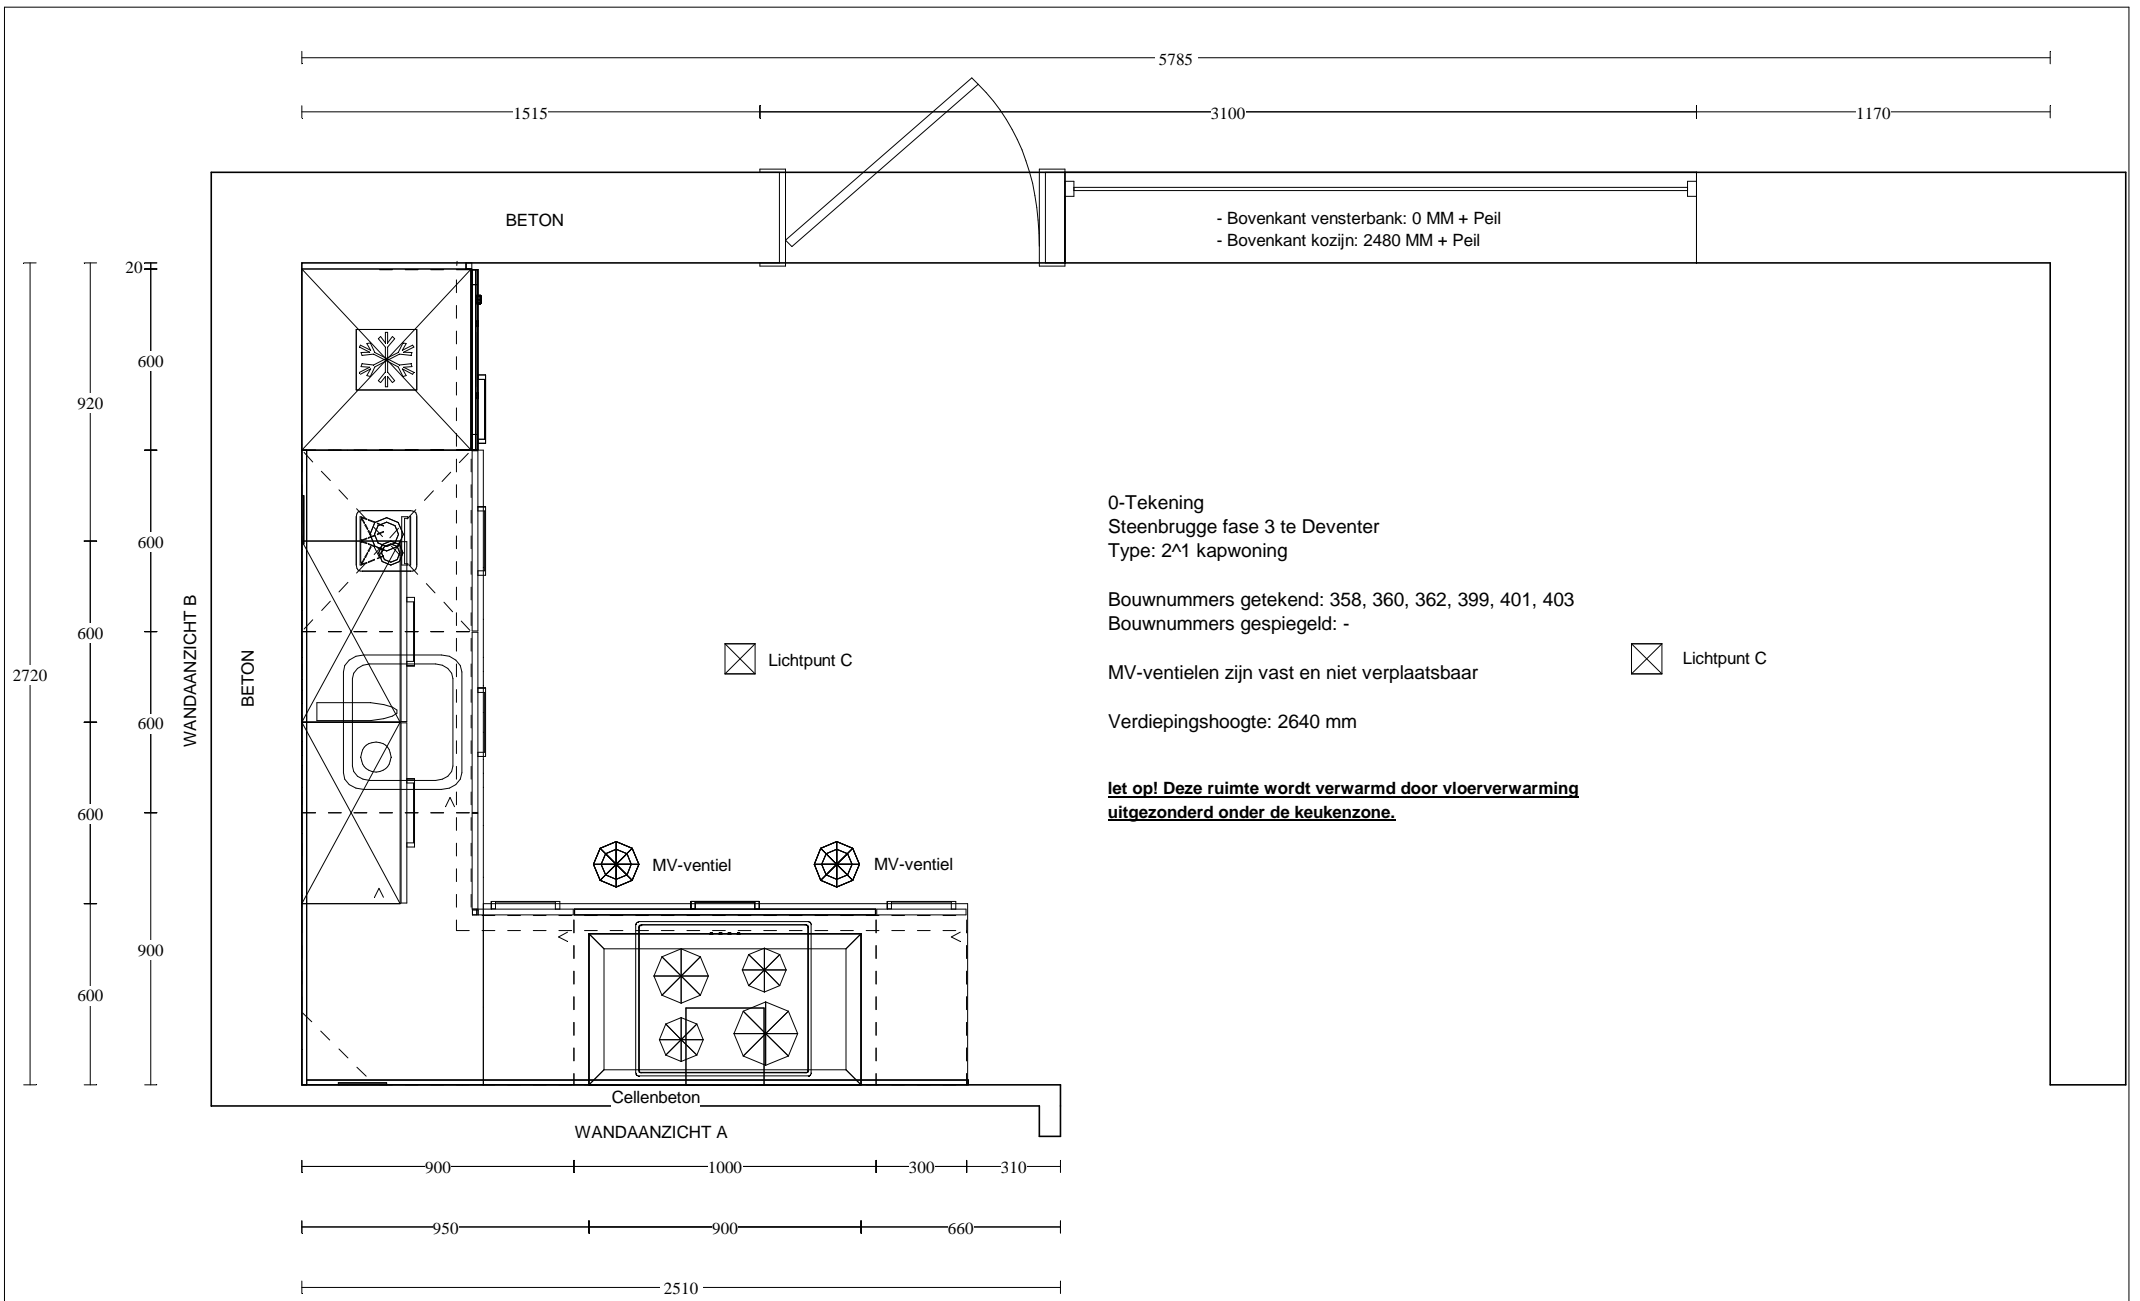 5785
1515
3100
1170
BETON
- Bovenkant vensterbank: 0 MM + Peil
- Bovenkant kozijn: 2480 MM + Peil
20
600
920
600
600
2720
600
600
900
600
WANDAANZICHT B
BETON
0-Tekening
Steenbrugge fase 3 te Deventer
Type: 2^1 kapwoning
Bouwnummers getekend: 358, 360, 362, 399, 401, 403
Bouwnummers gespiegeld: -
Lichtpunt C
MV-ventielen zijn vast en niet verplaatsbaar
Lichtpunt C
Verdiepingshoogte: 2640 mm
let op! Deze ruimte wordt verwarmd door vloerverwarming
uitgezonderd onder de keukenzone.
MV-ventiel
MV-ventiel
Cellenbeton
WANDAANZICHT A
900
1000
300
310
950
900
660
2510